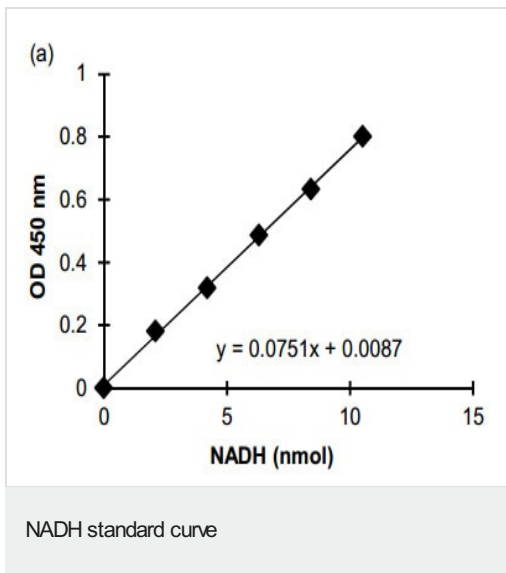 (a)
1
0.8
0.6
0.4
0.2
0
OD 450 nm
y = 0.0751x + 0.0087
0 5 10 15
NADH (nmol)
NADH standard curve